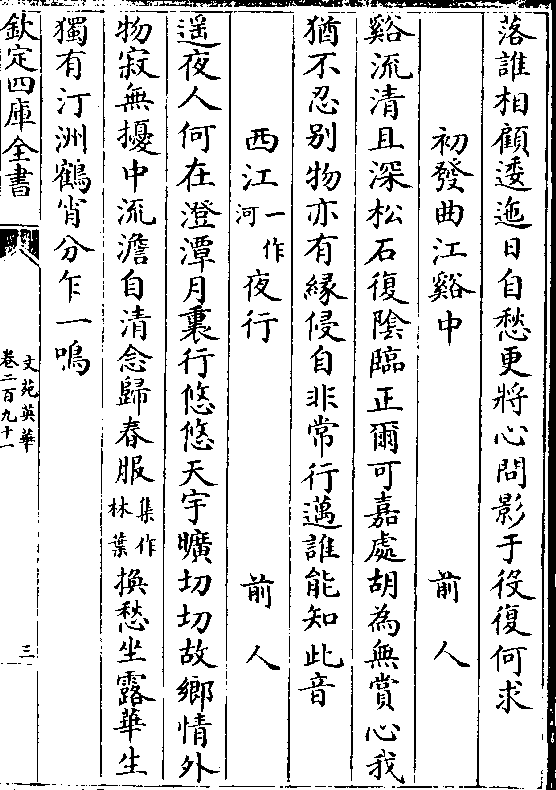 落誰相顧逶迤日自愁更將心問影于役復何求
初發曲江谿中 前人
谿流清且深松石復陰臨正爾可嘉處胡為無賞心我
猶不忍别物亦有縁侵自非常行邁誰能知此音
西江一作河夜行 前人
遥夜人何在澄潭月裏行悠悠天宇曠切切故鄉情外
物寂無擾中流澹自清念歸春服集作林葉換愁坐露華生
獨有汀洲鶴宵分乍一鳴
欽定四庫全書
文苑英華
卷二百九十一
三